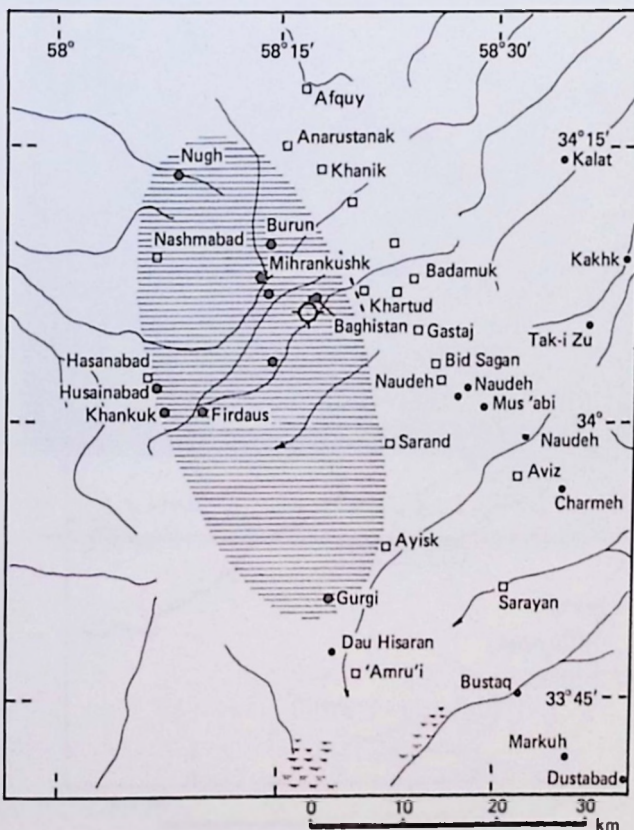 58° 58°15' 58°30'
Afquy
Anarustanak 34°15'
Nugh Khanik Kalat
Burun
Nashmabad
Mihrankushk Kakhk
Badamuk
Khartud
Baghistan Gastaj Tak-i Zu
Hasanabad Bid Sagan
Husainabad Naudeh Naudeh
Khankuk Firdaus Mus 'abi 34°
Sarand Naudeh
Aviz
Charmeh
Ayisk
Gurgi Sarayan
Dau Hisaran
'Amru'i Bustaq 33°45'
Markuh
Dustabad
0 10 20 30
km